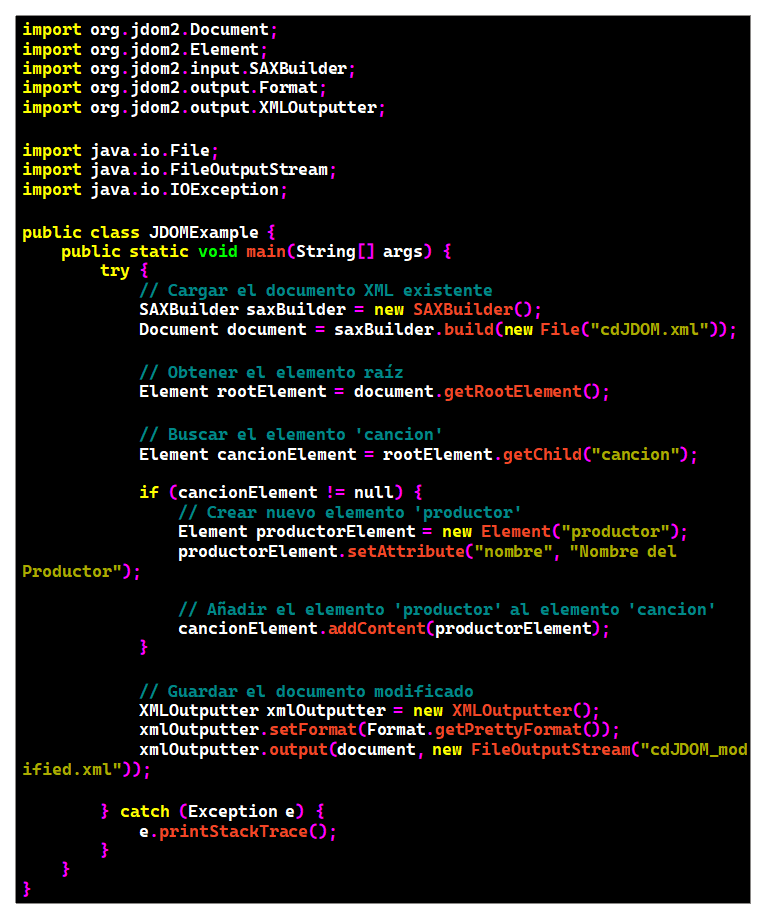 import org.jdom2.Document;
import org.jdom2.Element;
import org.jdom2.input.SAXBuilder;
import org.jdom2.output.Format;
import org.jdom2.output.XMLOutputter;

import java.io.File;
import java.io.FileOutputStream;
import java.io.IOException;

public class JDOMExample {
    public static void main(String[] args) {
        try {
            // Cargar el documento XML existente
            SAXBuilder saxBuilder = new SAXBuilder();
            Document document = saxBuilder.build(new File("cdJDOM.xml"));

            // Obtener el elemento raíz
            Element rootElement = document.getRootElement();

            // Buscar el elemento 'cancion'
            Element cancionElement = rootElement.getChild("cancion");

            if (cancionElement != null) {
                // Crear nuevo elemento 'productor'
                Element productorElement = new Element("productor");
                productorElement.setAttribute("nombre", "Nombre del
Productor");

                // Añadir el elemento 'productor' al elemento 'cancion'
                cancionElement.addContent(productorElement);
            }

            // Guardar el documento modificado
            XMLOutputter xmlOutputter = new XMLOutputter();
            xmlOutputter.setFormat(Format.getPrettyFormat());
            xmlOutputter.output(document, new FileOutputStream("cdJDOM_mod
ified.xml"));

        } catch (Exception e) {
            e.printStackTrace();
        }
    }
}